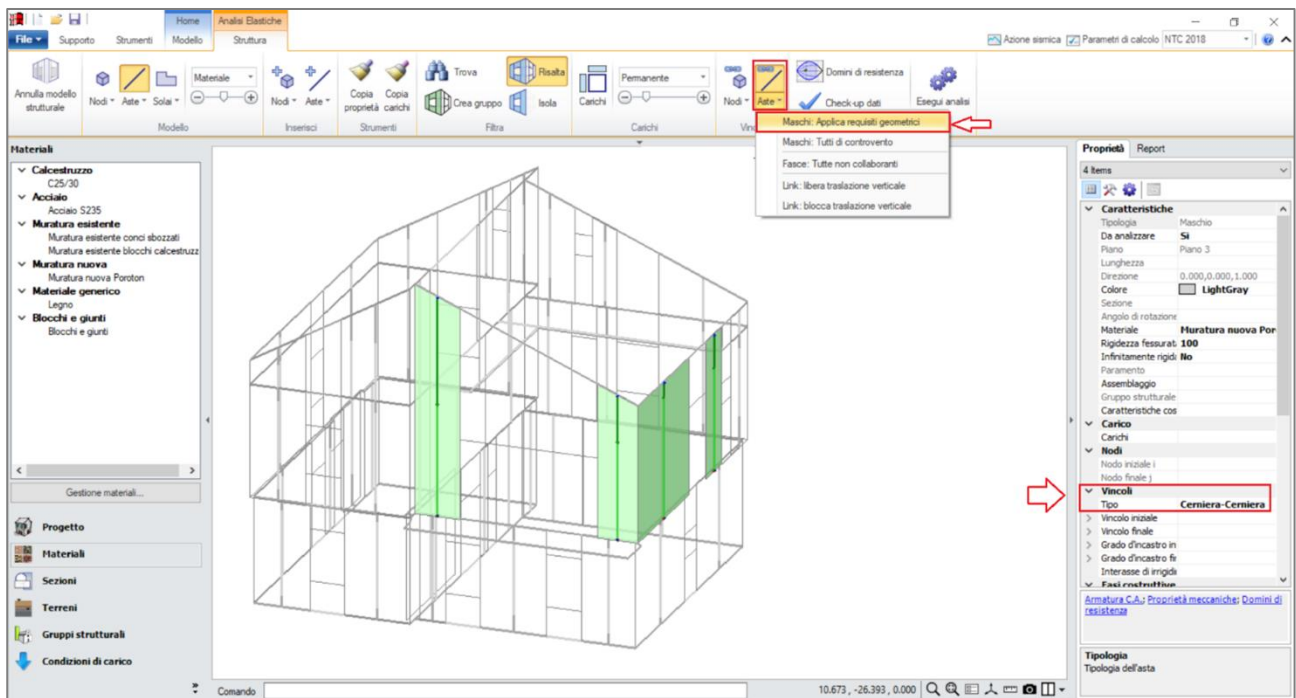 Home
Analisi Elastiche
File
Supporto
Strumenti
Modello
Struttura
Azione sismica
Parametri di calcolo
NTC 2018
Annulla modello
strutturale
Nodi
Aste
Solai
Materiale
Modello
Nodi
Aste
Inserisci
Copia
proprietà
Copia
carichi
Strumenti
Trova
Crea gruppo
Risalta
Isola
Filtra
Carichi
Permanente
Carichi
Nodi
Aste
Domini di resistenza
Check-up dati
Esegui analisi
Maschi: Applica requisiti geometrici
Maschi: Tutti di controvento
Fasce: Tutte non collaboranti
Link: libera traslazione verticale
Link: blocca traslazione verticale
Materiali
Calcestruzzo
C25/30
Acciaio
Acciaio S235
Muratura esistente
Muratura esistente conci sbozzati
Muratura esistente blocchi calcestruzz
Muratura nuova
Muratura nuova Poroton
Materiale generico
Legno
Blocchi e giunti
Blocchi e giunti
Gestione materiali...
Progetto
Materiali
Sezioni
Terreni
Gruppi strutturali
Condizioni di carico
Comando
10.673 , -26.393 , 0.000
Proprietà
Report
4 Items
Caratteristiche
Tipologia Maschio
Da analizzare Sì
Piano Piano 3
Lunghezza
Direzione 0.000,0.000,1.000
Colore LightGray
Sezione
Angolo di rotazione
Materiale Muratura nuova Por
Rigidezza fessurat 100
Infinitamente rigid No
Paramento
Assemblaggio
Gruppo strutturale
Caratteristiche cos
Carico
Carichi
Nodi
Nodo iniziale i
Nodo finale j
Vincoli
Tipo Cerniera-Cerniera
Vincolo iniziale
Vincolo finale
Grado d'incastro in
Grado d'incastro fir
Interasse di irrigidi
Fasi costruttive
Armatura C.A.; Proprietà meccaniche; Domini di
resistenza
Tipologia
Tipologia dell'asta